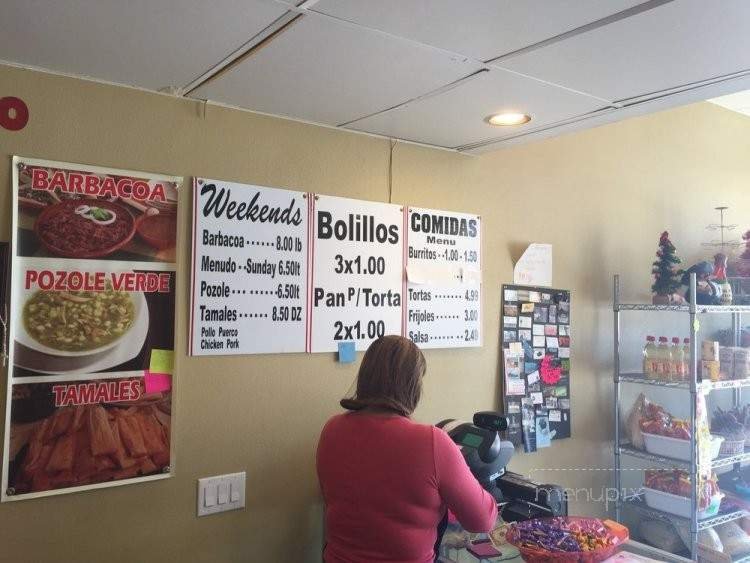 BARBACOA
POZOLE VERDE
TAMALES
Weekends
Barbacoa ...... 8.00 lb
Menudo ..Sunday 6.50lt
Pozole ........ 6.50lt
Tamales ...... 8.50 DZ
Pollo Puerco
Chicken Pork
Bolillos
3x1.00
Pan P/Torta
2x1.00
COMIDAS
Menu
Burritos ..1.00 - 1.50
Tortas ........ 4.99
Frijoles ....... 3.00
Salsa ......... 2.49
menupix